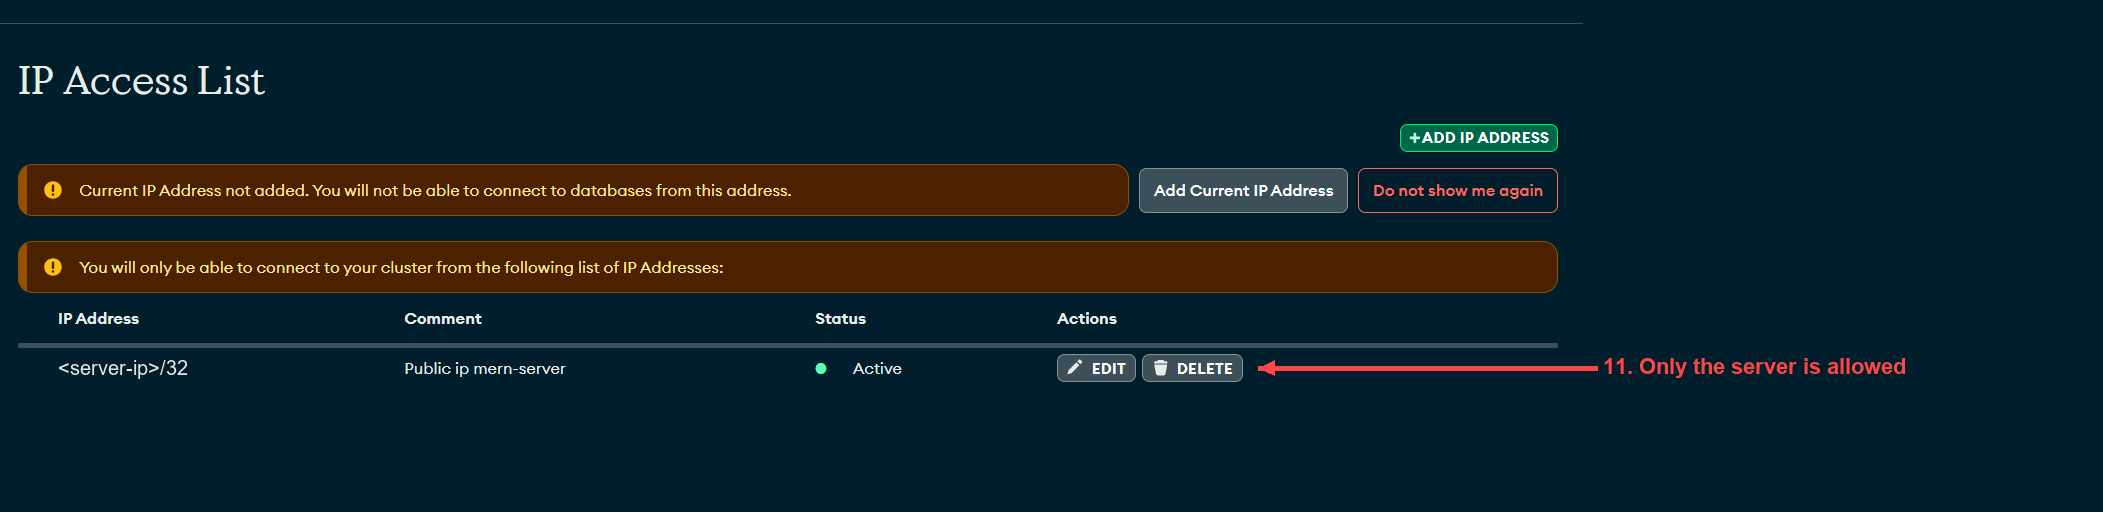 IP Access List
+ADD IP ADDRESS
Current IP Address not added. You will not be able to connect to databases from this address.
Add Current IP Address
Do not show me again
You will only be able to connect to your cluster from the following list of IP Addresses:
IP Address Comment Status Actions
<server-ip>/32 Public ip mern-server Active EDIT DELETE 11. Only the server is allowed